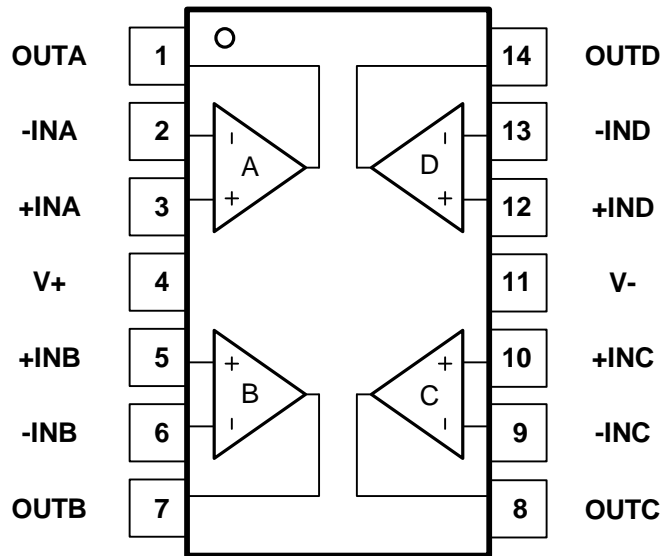 OUTA 1 14 OUTD
-INA 2 - - 13 -IND
A D
+INA 3 + + 12 +IND
V+ 4 11 V-
+INB 5 + + 10 +INC
B C
-INB 6 - - 9 -INC
OUTB 7 8 OUTC